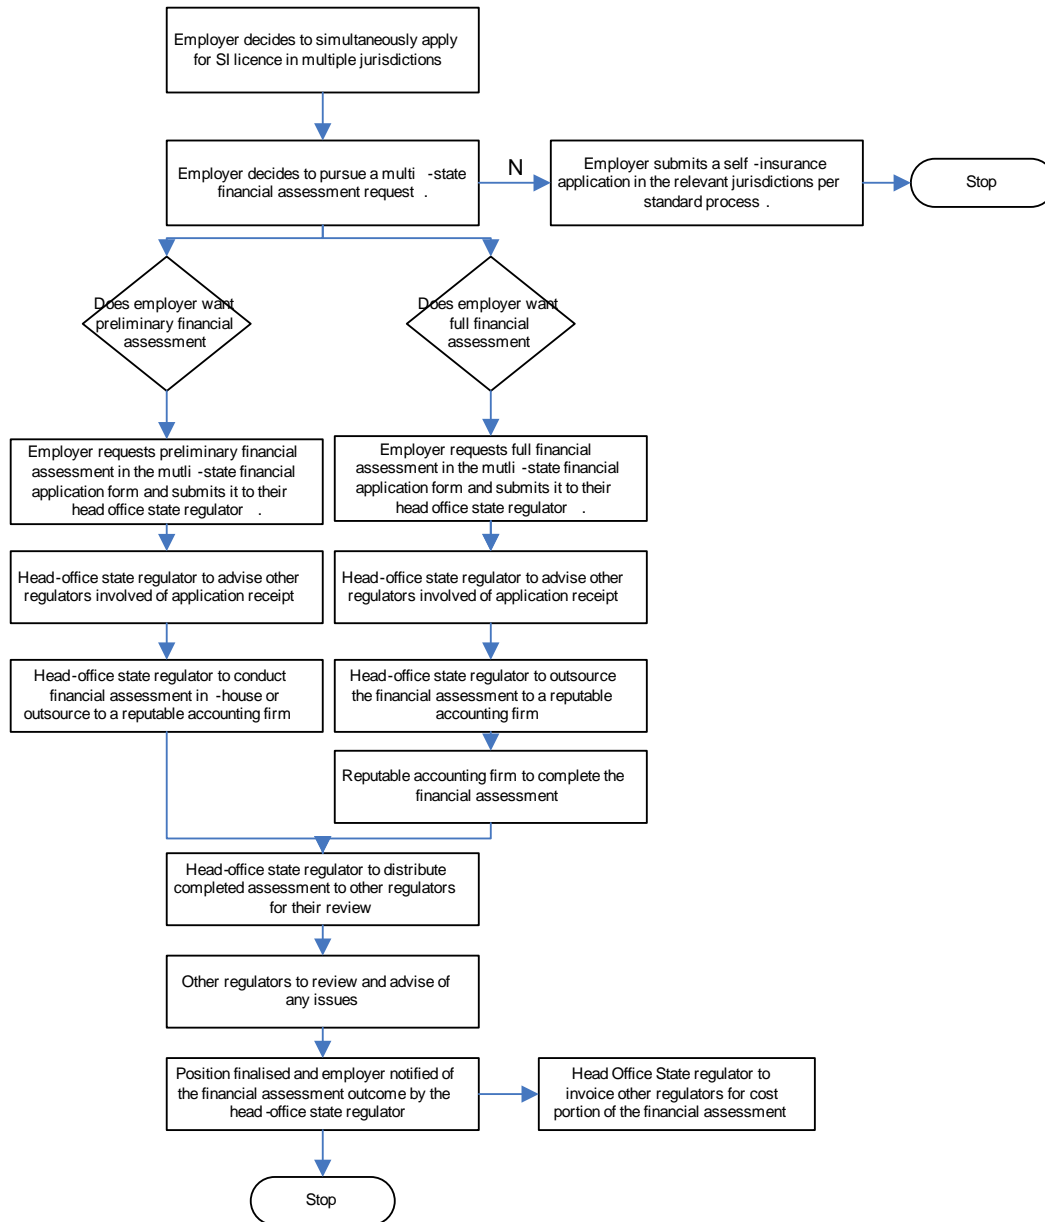 Employer decides to simultaneously apply
for SI licence in multiple jurisdictions
Employer decides to pursue a multi -state
financial assessment request .
N
Employer submits a self -insurance
application in the relevant jurisdictions per
standard process .
Stop
Does employer want
preliminary financial
assessment
Does employer want
full financial
assessment
Employer requests preliminary financial
assessment in the mutli -state financial
application form and submits it to their
head office state regulator .
Employer requests full financial
assessment in the mutli -state financial
application form and submits it to their
head office state regulator .
Head-office state regulator to advise other
regulators involved of application receipt
Head-office state regulator to advise other
regulators involved of application receipt
Head-office state regulator to conduct
financial assessment in -house or
outsource to a reputable accounting firm
Head-office state regulator to outsource
the financial assessment to a reputable
accounting firm
Reputable accounting firm to complete the
financial assessment
Head-office state regulator to distribute
completed assessment to other regulators
for their review
Other regulators to review and advise of
any issues
Position finalised and employer notified of
the financial assessment outcome by the
head -office state regulator
Head Office State regulator to
invoice other regulators for cost
portion of the financial assessment
Stop